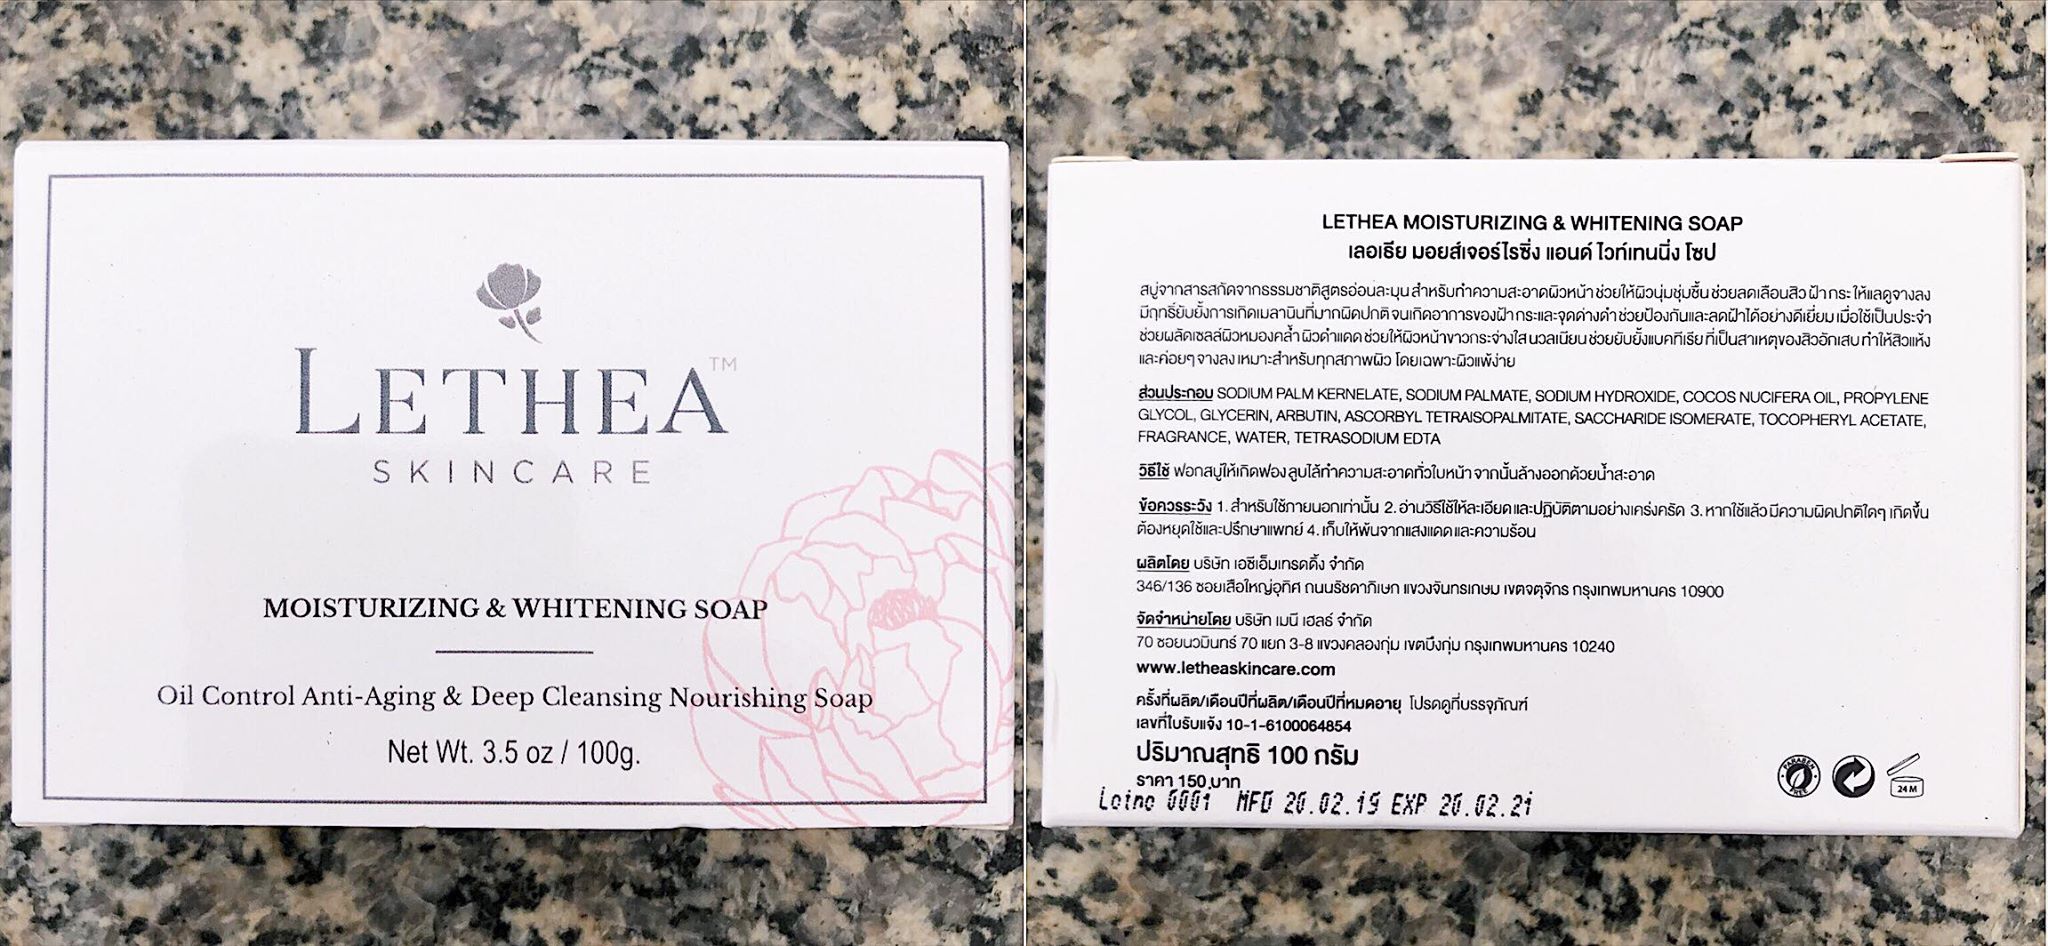 LETHEA™
SKINCARE
MOISTURIZING & WHITENING SOAP
Oil Control Anti-Aging & Deep Cleansing Nourishing Soap
Net Wt. 3.5 oz / 100g.
LETHEA MOISTURIZING & WHITENING SOAP
เลอเธีย มอยส์เจอร์ไรซิ่ง แอนด์ ไวท์เทนนิ่ง โซป
สบู่จากสารสกัดจากธรรมชาติสูตรอ่อนละมุน สำหรับทำความสะอาดผิวหน้า ช่วยให้ผิวนุ่มชุ่มชื้น ช่วยลดเลือนสิว ฝ้า กระ ให้แลดูจางลง
มีฤทธิ์ยับยั้งการเกิดเมลานินที่มากผิดปกติ จนเกิดอาการของฝ้า กระและจุดด่างดำ ช่วยป้องกันและลดฝ้าได้อย่างดีเยี่ยม เมื่อใช้เป็นประจำ
ช่วยผลัดเซลล์ผิวหมองคล้ำ ผิวดำแดด ช่วยให้ผิวหน้าขาวกระจ่างใส นวลเนียน ช่วยยับยั้งแบคทีเรีย ที่เป็นสาเหตุของสิวอักเสบ ทำให้สิวแห้ง
และค่อยๆ จางลง เหมาะสำหรับทุกสภาพผิว โดยเฉพาะผิวแพ้ง่าย
ส่วนประกอบ SODIUM PALM KERNELATE, SODIUM PALMATE, SODIUM HYDROXIDE, COCOS NUCIFERA OIL, PROPYLENE
GLYCOL, GLYCERIN, ARBUTIN, ASCORBYL TETRAISOPALMITATE, SACCHARIDE ISOMERATE, TOCOPHERYL ACETATE,
FRAGRANCE, WATER, TETRASODIUM EDTA
วิธีใช้ ฟอกสบู่ให้เกิดฟอง ลูบไล้ทำความสะอาดทั่วใบหน้า จากนั้นล้างออกด้วยน้ำสะอาด
ข้อควรระวัง 1. สำหรับใช้ภายนอกเท่านั้น 2. อ่านวิธีใช้ให้ละเอียด และปฏิบัติตามอย่างเคร่งครัด 3. หากใช้แล้ว มีความผิดปกติใดๆ เกิดขึ้น
ต้องหยุดใช้และปรึกษาแพทย์ 4. เก็บให้พ้นจากแสงแดด และความร้อน
ผลิตโดย บริษัท เอซีเอ็มเทรดดิ้ง จำกัด
346/136 ซอยเสือใหญ่อุทิศ ถนนรัชดาภิเษก แขวงจันทรเกษม เขตจตุจักร กรุงเทพมหานคร 10900
จัดจำหน่ายโดย บริษัท เมนี เฮลธ์ จำกัด
70 ซอยนวมินทร์ 70 แยก 3-8 แขวงคลองกุ่ม เขตบึงกุ่ม กรุงเทพมหานคร 10240
www.letheaskincare.com
ครั้งที่ผลิต/เดือนปีที่ผลิต/เดือนปีที่หมดอายุ โปรดดูที่บรรจุภัณฑ์
เลขที่ใบรับแจ้ง 10-1-6100064854
ปริมาณสุทธิ 100 กรัม
ราคา 150 บาท
Lotno 0001 MFD 20.02.19 EXP 20.02.21
PARABEN FREE
24 M